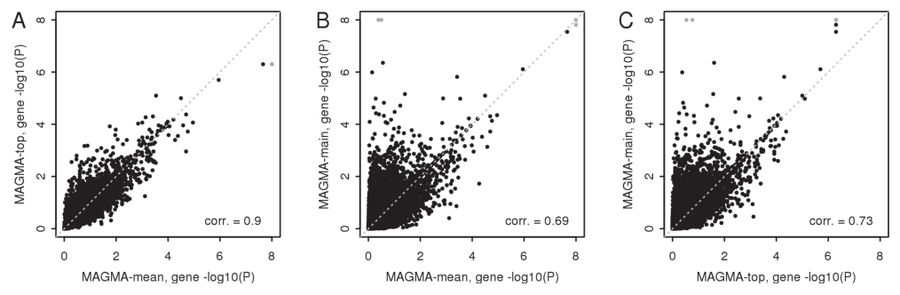 A
8
6
4
2
0
MAGMA-top, gene -log10(P)
corr. = 0.9
0 2 4 6 8
MAGMA-mean, gene -log10(P)
B
8
6
4
2
0
MAGMA-main, gene -log10(P)
corr. = 0.69
0 2 4 6 8
MAGMA-mean, gene -log10(P)
C
8
6
4
2
0
MAGMA-main, gene -log10(P)
corr. = 0.73
0 2 4 6 8
MAGMA-top, gene -log10(P)